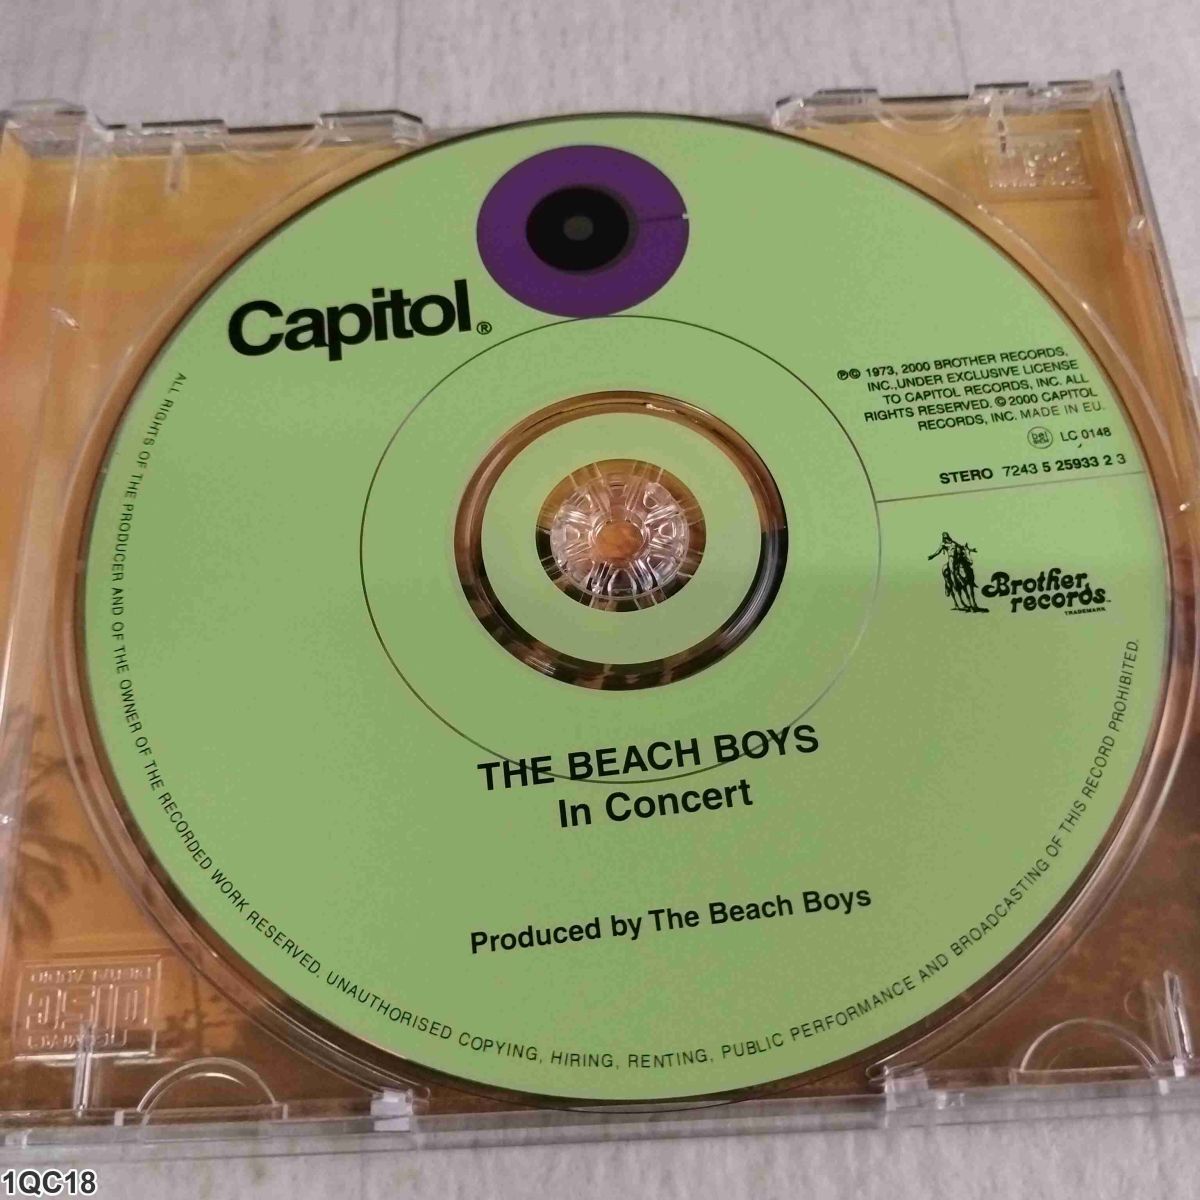 Capitol®
℗© 1973, 2000 BROTHER RECORDS,
INC.,UNDER EXCLUSIVE LICENSE
TO CAPITOL RECORDS, INC. ALL
RIGHTS RESERVED. © 2000 CAPITOL
RECORDS, INC. MADE IN EU.
LC 0148
STERO 7243 5 25933 2 3
Brother
records™
TRADEMARK
THE BEACH BOYS
In Concert
Produced by The Beach Boys
ALL RIGHTS OF THE PRODUCER AND OF THE OWNER OF THE RECORDED WORK RESERVED. UNAUTHORISED COPYING, HIRING, RENTING, PUBLIC PERFORMANCE AND BROADCASTING OF THIS RECORD PROHIBITED.
1QC18